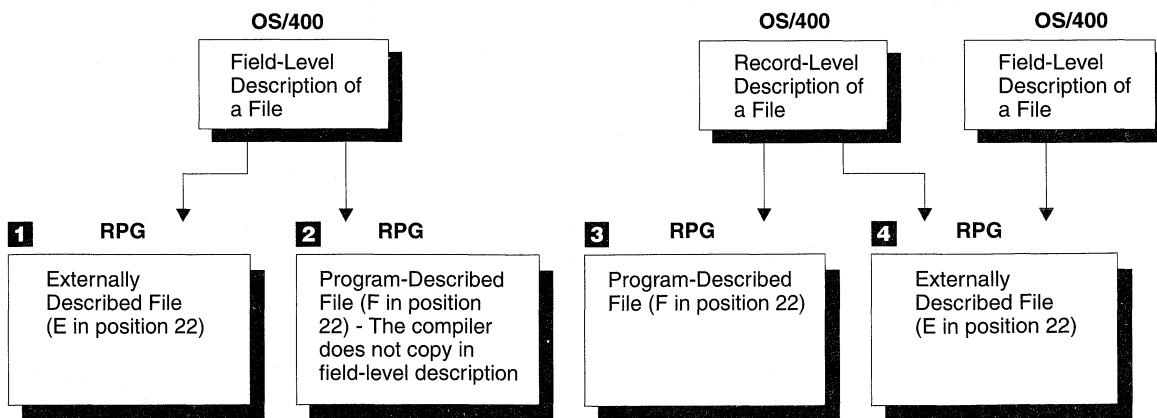 OS/400
Field-Level
Description of
a File
OS/400
Record-Level
Description of
a File
OS/400
Field-Level
Description of
a File
1 RPG
Externally
Described File
(E in position 22)
2 RPG
Program-Described
File (F in position
22) - The compiler
does not copy in
field-level description
3 RPG
Program-Described
File (F in position 22)
4 RPG
Externally
Described File
(E in position 22)